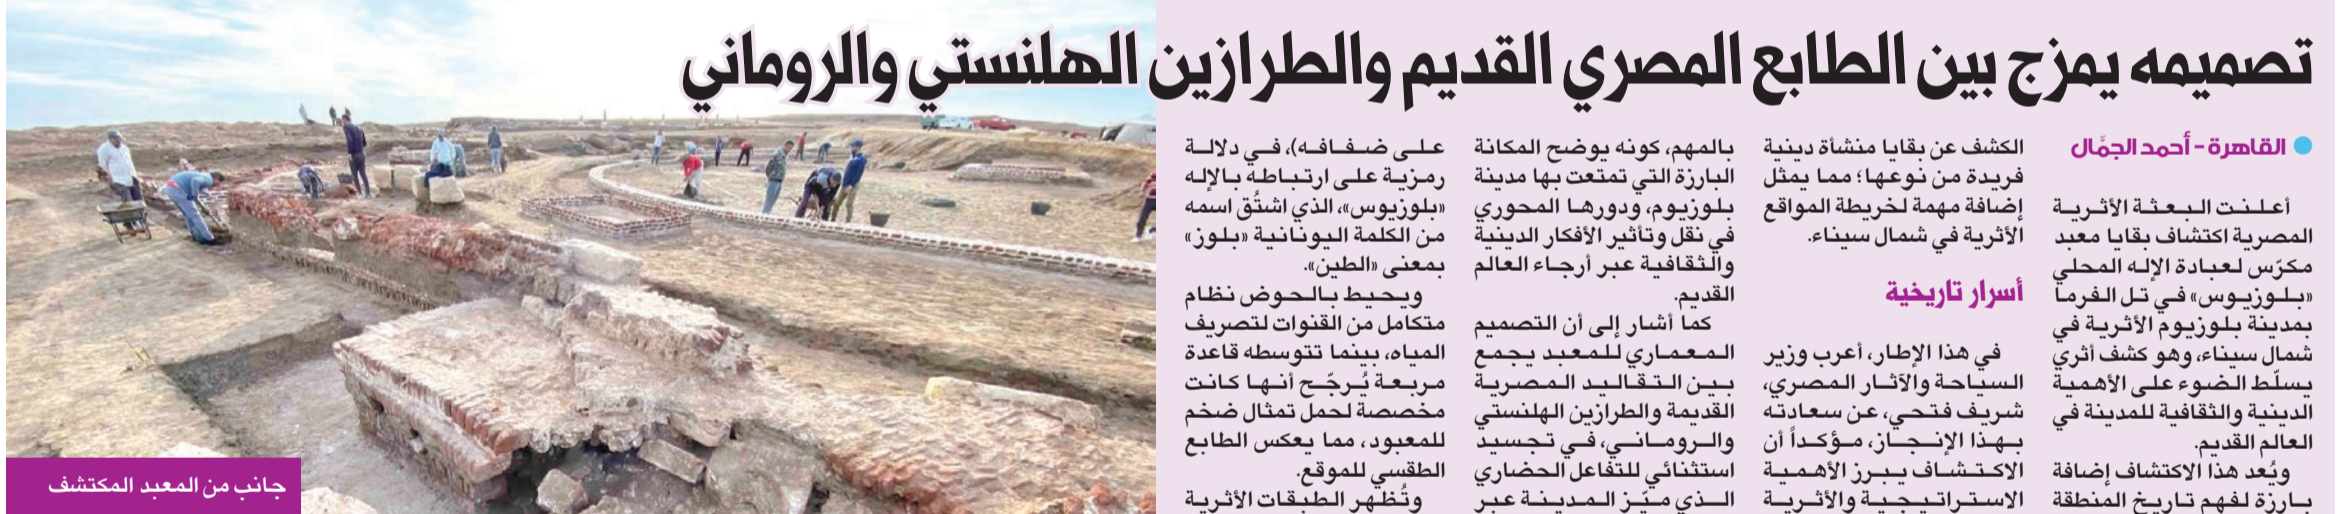 تصميمه يمزج بين الطابع المصري القديم والطرازين الهلنستي والروماني
القاهرة - أحمد الجمَّال
أعلنت البعثة الأثرية
المصرية اكتشاف بقايا معبد
مكرّس لعبادة الإله المحلي
«بلوزيوس» في تل الفرما
بمدينة بلوزيوم الأثرية في
شمال سيناء، وهو كشف أثري
يسلّط الضوء على الأهمية
الدينية والثقافية للمدينة في
العالم القديم.
ويُعد هذا الاكتشاف إضافة
بارزة لفهم تاريخ المنطقة
الكشف عن بقايا منشأة دينية
فريدة من نوعها؛ مما يمثل
إضافة مهمة لخريطة المواقع
الأثرية في شمال سيناء.
أسرار تاريخية
في هذا الإطار، أعرب وزير
السياحة والآثار المصري،
شريف فتحي، عن سعادته
بهذا الإنجاز، مؤكداً أن
الاكتشاف يبرز الأهمية
الاستراتيجية والأثرية
بالمهم، كونه يوضح المكانة
البارزة التي تمتعت بها مدينة
بلوزيوم، ودورها المحوري
في نقل وتأثير الأفكار الدينية
والثقافية عبر أرجاء العالم
القديم.
كما أشار إلى أن التصميم
المعماري للمعبد يجمع
بين التقاليد المصرية
القديمة والطرازين الهلنستي
والروماني، في تجسيد
استثنائي للتفاعل الحضاري
الذي ميّز المدينة عبر
على ضفافه)، في دلالة
رمزية على ارتباطه بالإله
«بلوزيوس»، الذي اشتُق اسمه
من الكلمة اليونانية «بلوز»
بمعنى «الطين».
ويحيط بالحوض نظام
متكامل من القنوات لتصريف
المياه، بينما تتوسطه قاعدة
مربعة يُرجّح أنها كانت
مخصصة لحمل تمثال ضخم
للمعبود، مما يعكس الطابع
الطقسي للموقع.
وتُظهر الطبقات الأثرية
جانب من المعبد المكتشف